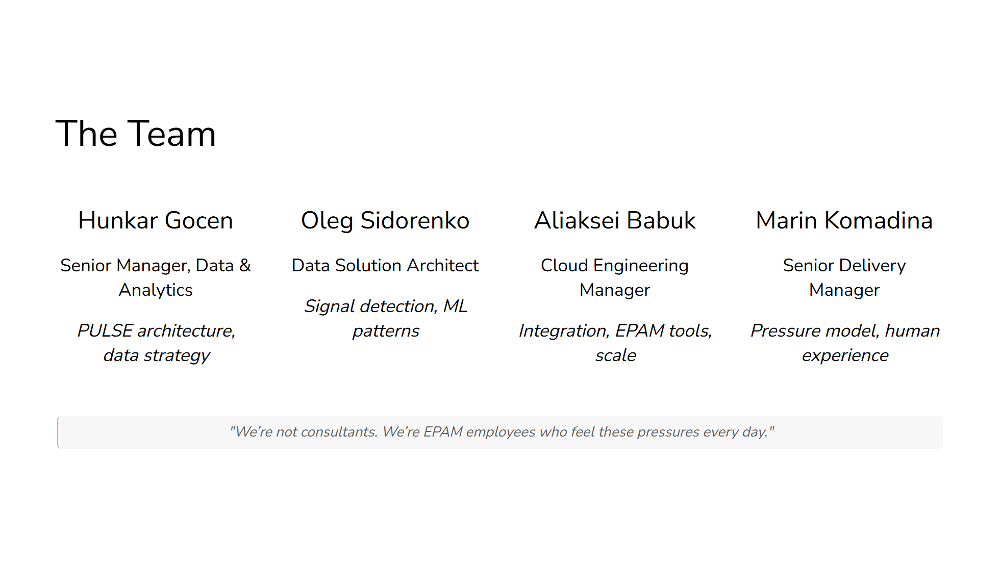 The Team
Hunkar Gocen
Senior Manager, Data &
Analytics
PULSE architecture,
data strategy
Oleg Sidorenko
Data Solution Architect
Signal detection, ML
patterns
Aliaksei Babuk
Cloud Engineering
Manager
Integration, EPAM tools,
scale
Marin Komadina
Senior Delivery
Manager
Pressure model, human
experience
"We’re not consultants. We’re EPAM employees who feel these pressures every day."